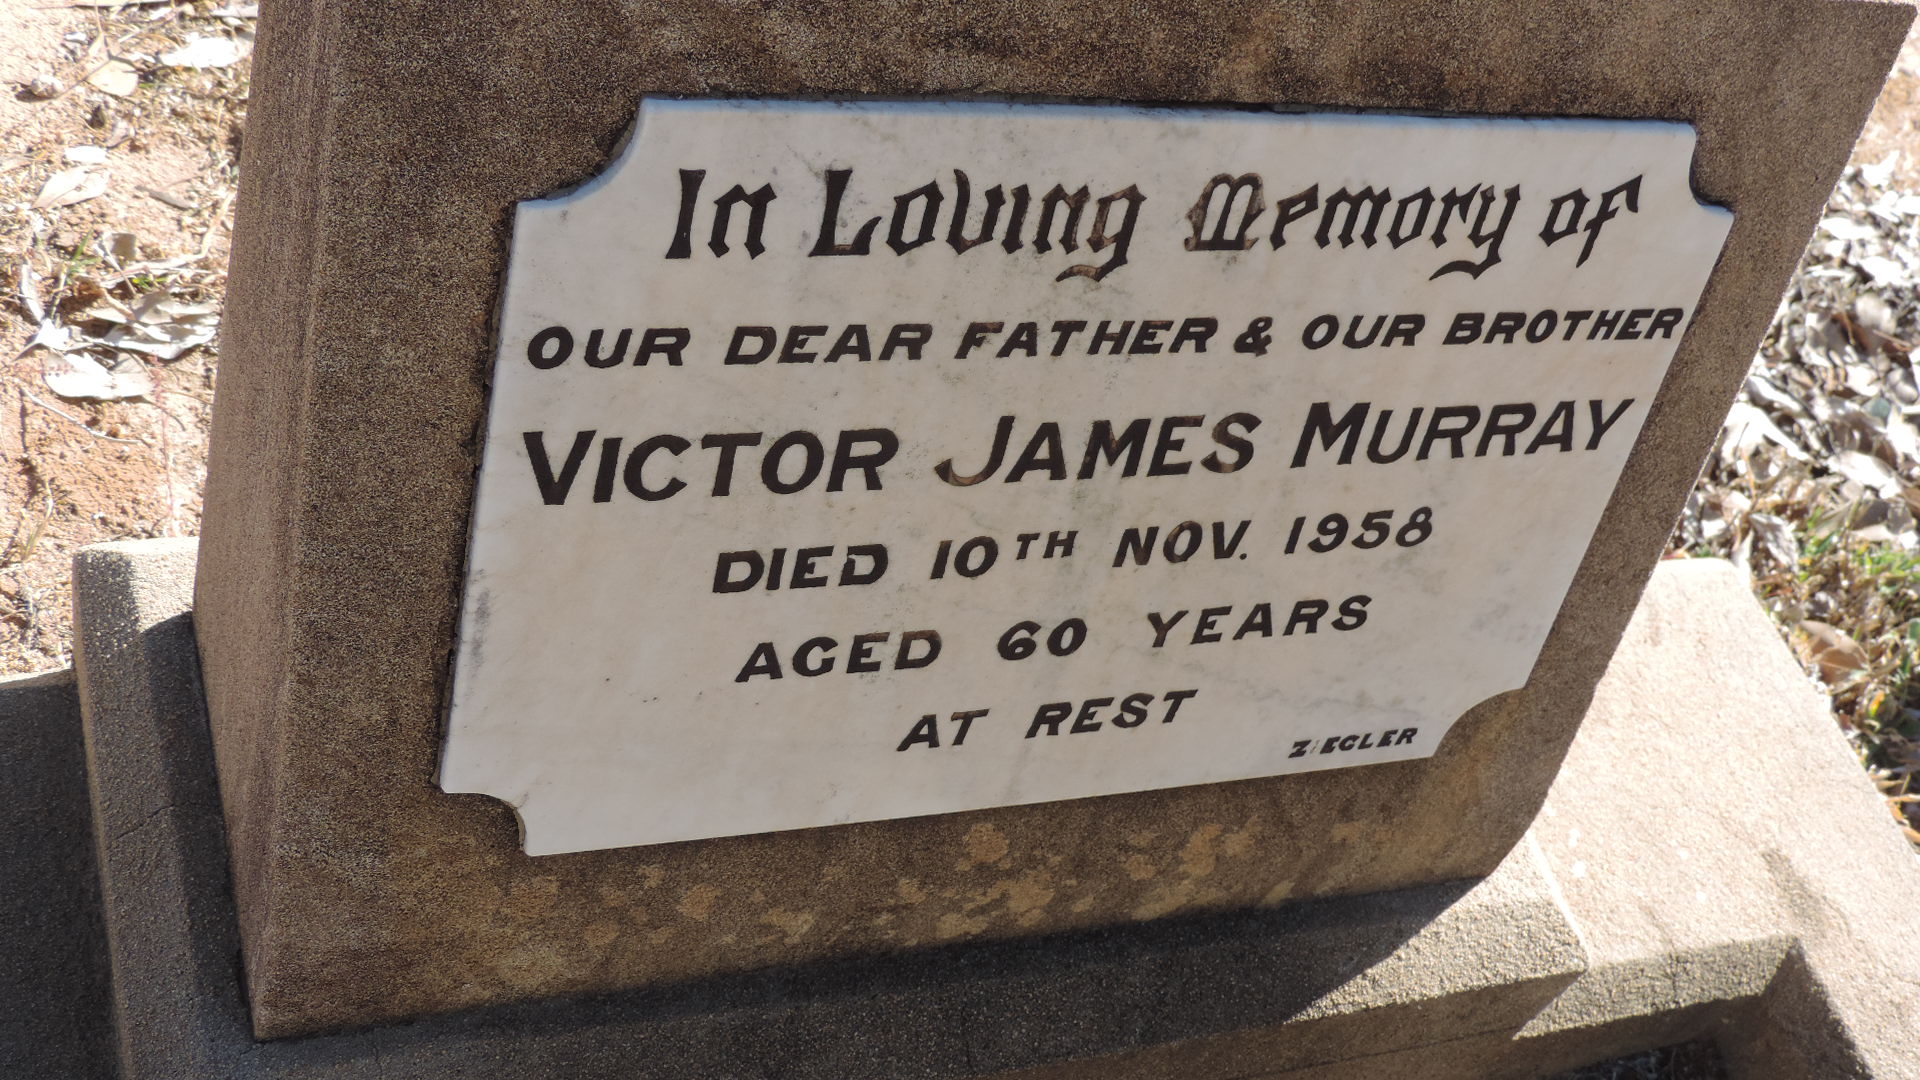 In Loving Memory of
OUR DEAR FATHER & OUR BROTHER
VICTOR JAMES MURRAY
DIED 10TH NOV. 1958
AGED 60 YEARS
AT REST
ZIEGLER